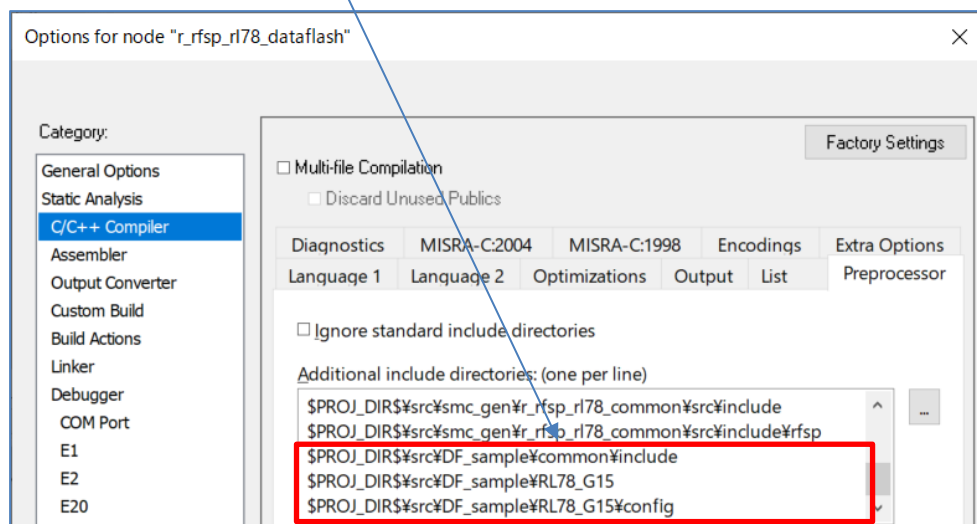 Options for node "r_rfsp_rl78_dataflash"
Category:
Factory Settings
General Options
Static Analysis
C/C++ Compiler
Assembler
Output Converter
Custom Build
Build Actions
Linker
Debugger
COM Port
E1
E2
E20
Multi-file Compilation
Discard Unused Publics
Diagnostics MISRA-C:2004 MISRA-C:1998 Encodings Extra Options
Language 1 Language 2 Optimizations Output List Preprocessor
Ignore standard include directories
Additional include directories: (one per line)
$PROJ_DIR$¥src¥smc_gen¥r_rfsp_rl78_common¥src¥include
$PROJ_DIR$¥src¥smc_gen¥r_rfsp_rl78_common¥src¥include¥rfsp
$PROJ_DIR$¥src¥DF_sample¥common¥include
$PROJ_DIR$¥src¥DF_sample¥RL78_G15
$PROJ_DIR$¥src¥DF_sample¥RL78_G15¥config
...